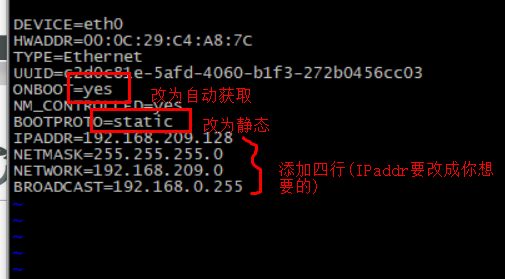 DEVICE=eth0
HWADDR=00:0C:29:C4:A8:7C
TYPE=Ethernet
UUID=c2d0c81e-5afd-4060-b1f3-272b0456cc03
ONBOOT=yes
改为自动获取
NM_CONTROLLED=yes
BOOTPROTO=static
改为静态
IPADDR=192.168.209.128
NETMASK=255.255.255.0
NETWORK=192.168.209.0
BROADCAST=192.168.0.255
添加四行(IPaddr要改成你想
要的)
~
~
~
~